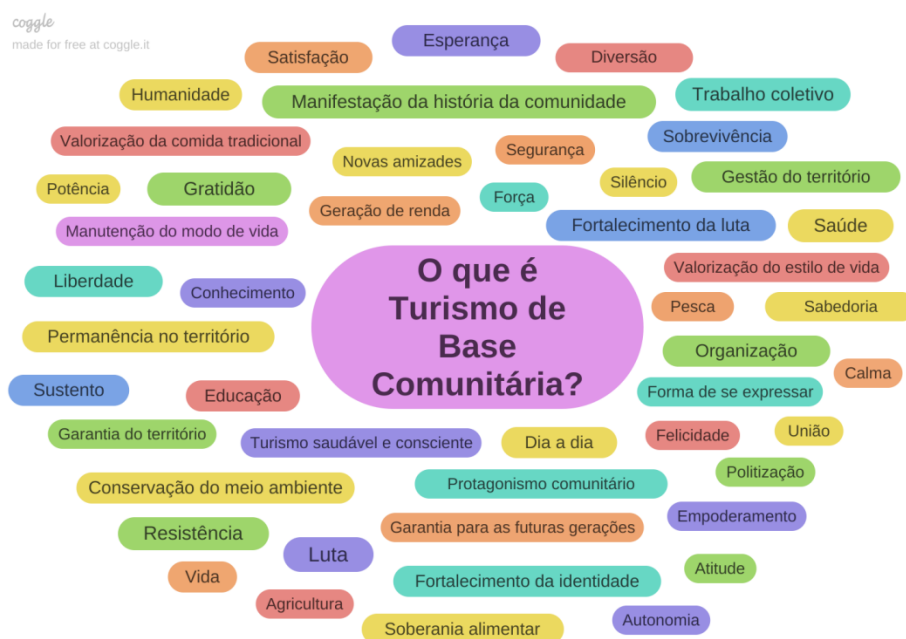 coggle
made for free at coggle.it
Esperança
Satisfação
Diversão
Humanidade
Manifestação da história da comunidade
Trabalho coletivo
Valorização da comida tradicional
Sobrevivência
Novas amizades
Segurança
Potência
Gratidão
Silêncio
Gestão do território
Força
Geração de renda
Manutenção do modo de vida
Fortalecimento da luta
Saúde
O que é
Turismo de
Base
Comunitária?
Valorização do estilo de vida
Liberdade
Conhecimento
Pesca
Sabedoria
Permanência no território
Organização
Calma
Sustento
Educação
Forma de se expressar
Garantia do território
Turismo saudável e consciente
Dia a dia
Felicidade
União
Politização
Conservação do meio ambiente
Protagonismo comunitário
Empoderamento
Resistência
Garantia para as futuras gerações
Luta
Atitude
Vida
Fortalecimento da identidade
Agricultura
Autonomia
Soberania alimentar